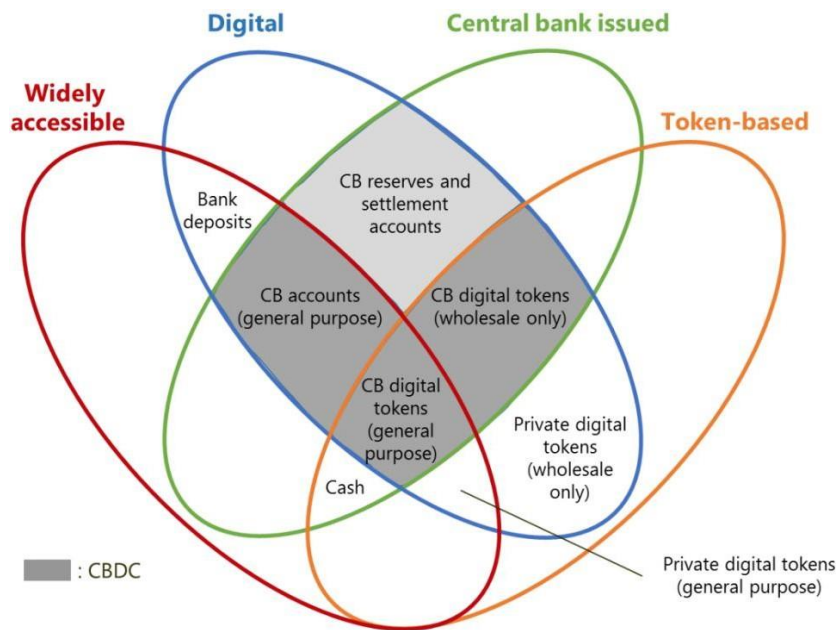 Digital
Central bank issued
Widely
accessible
Token-based
Bank
deposits
CB reserves and
settlement
accounts
CB accounts
(general purpose)
CB digital tokens
(wholesale only)
CB digital
tokens
(general
purpose)
Private digital
tokens
(wholesale
only)
Cash
Private digital tokens
(general purpose)
: CBDC